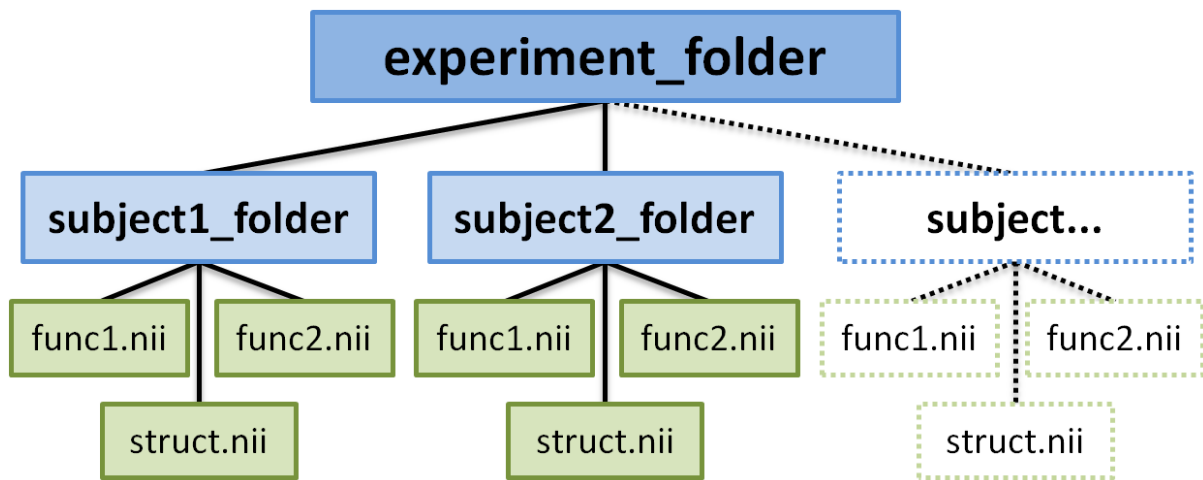 experiment_folder
subject1_folder
subject2_folder
subject...
func1.nii
func2.nii
func1.nii
func2.nii
func1.nii
func2.nii
struct.nii
struct.nii
struct.nii